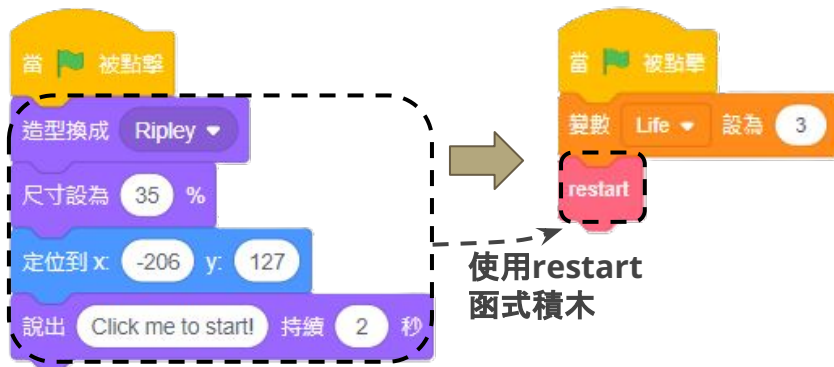 當 被點擊
造型換成 Ripley
尺寸設為 35 %
定位到 x: -206 y: 127
說出 Click me to start! 持續 2 秒
當 被點擊
變數 Life 設為 3
restart
使用restart
函式積木